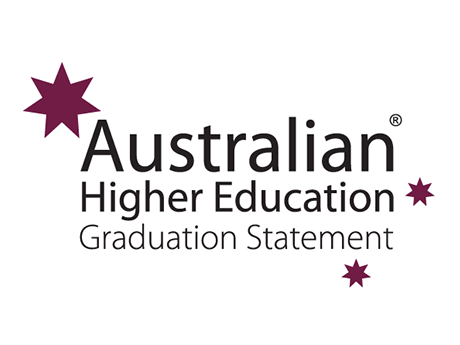 Australian®
Higher Education
Graduation Statement